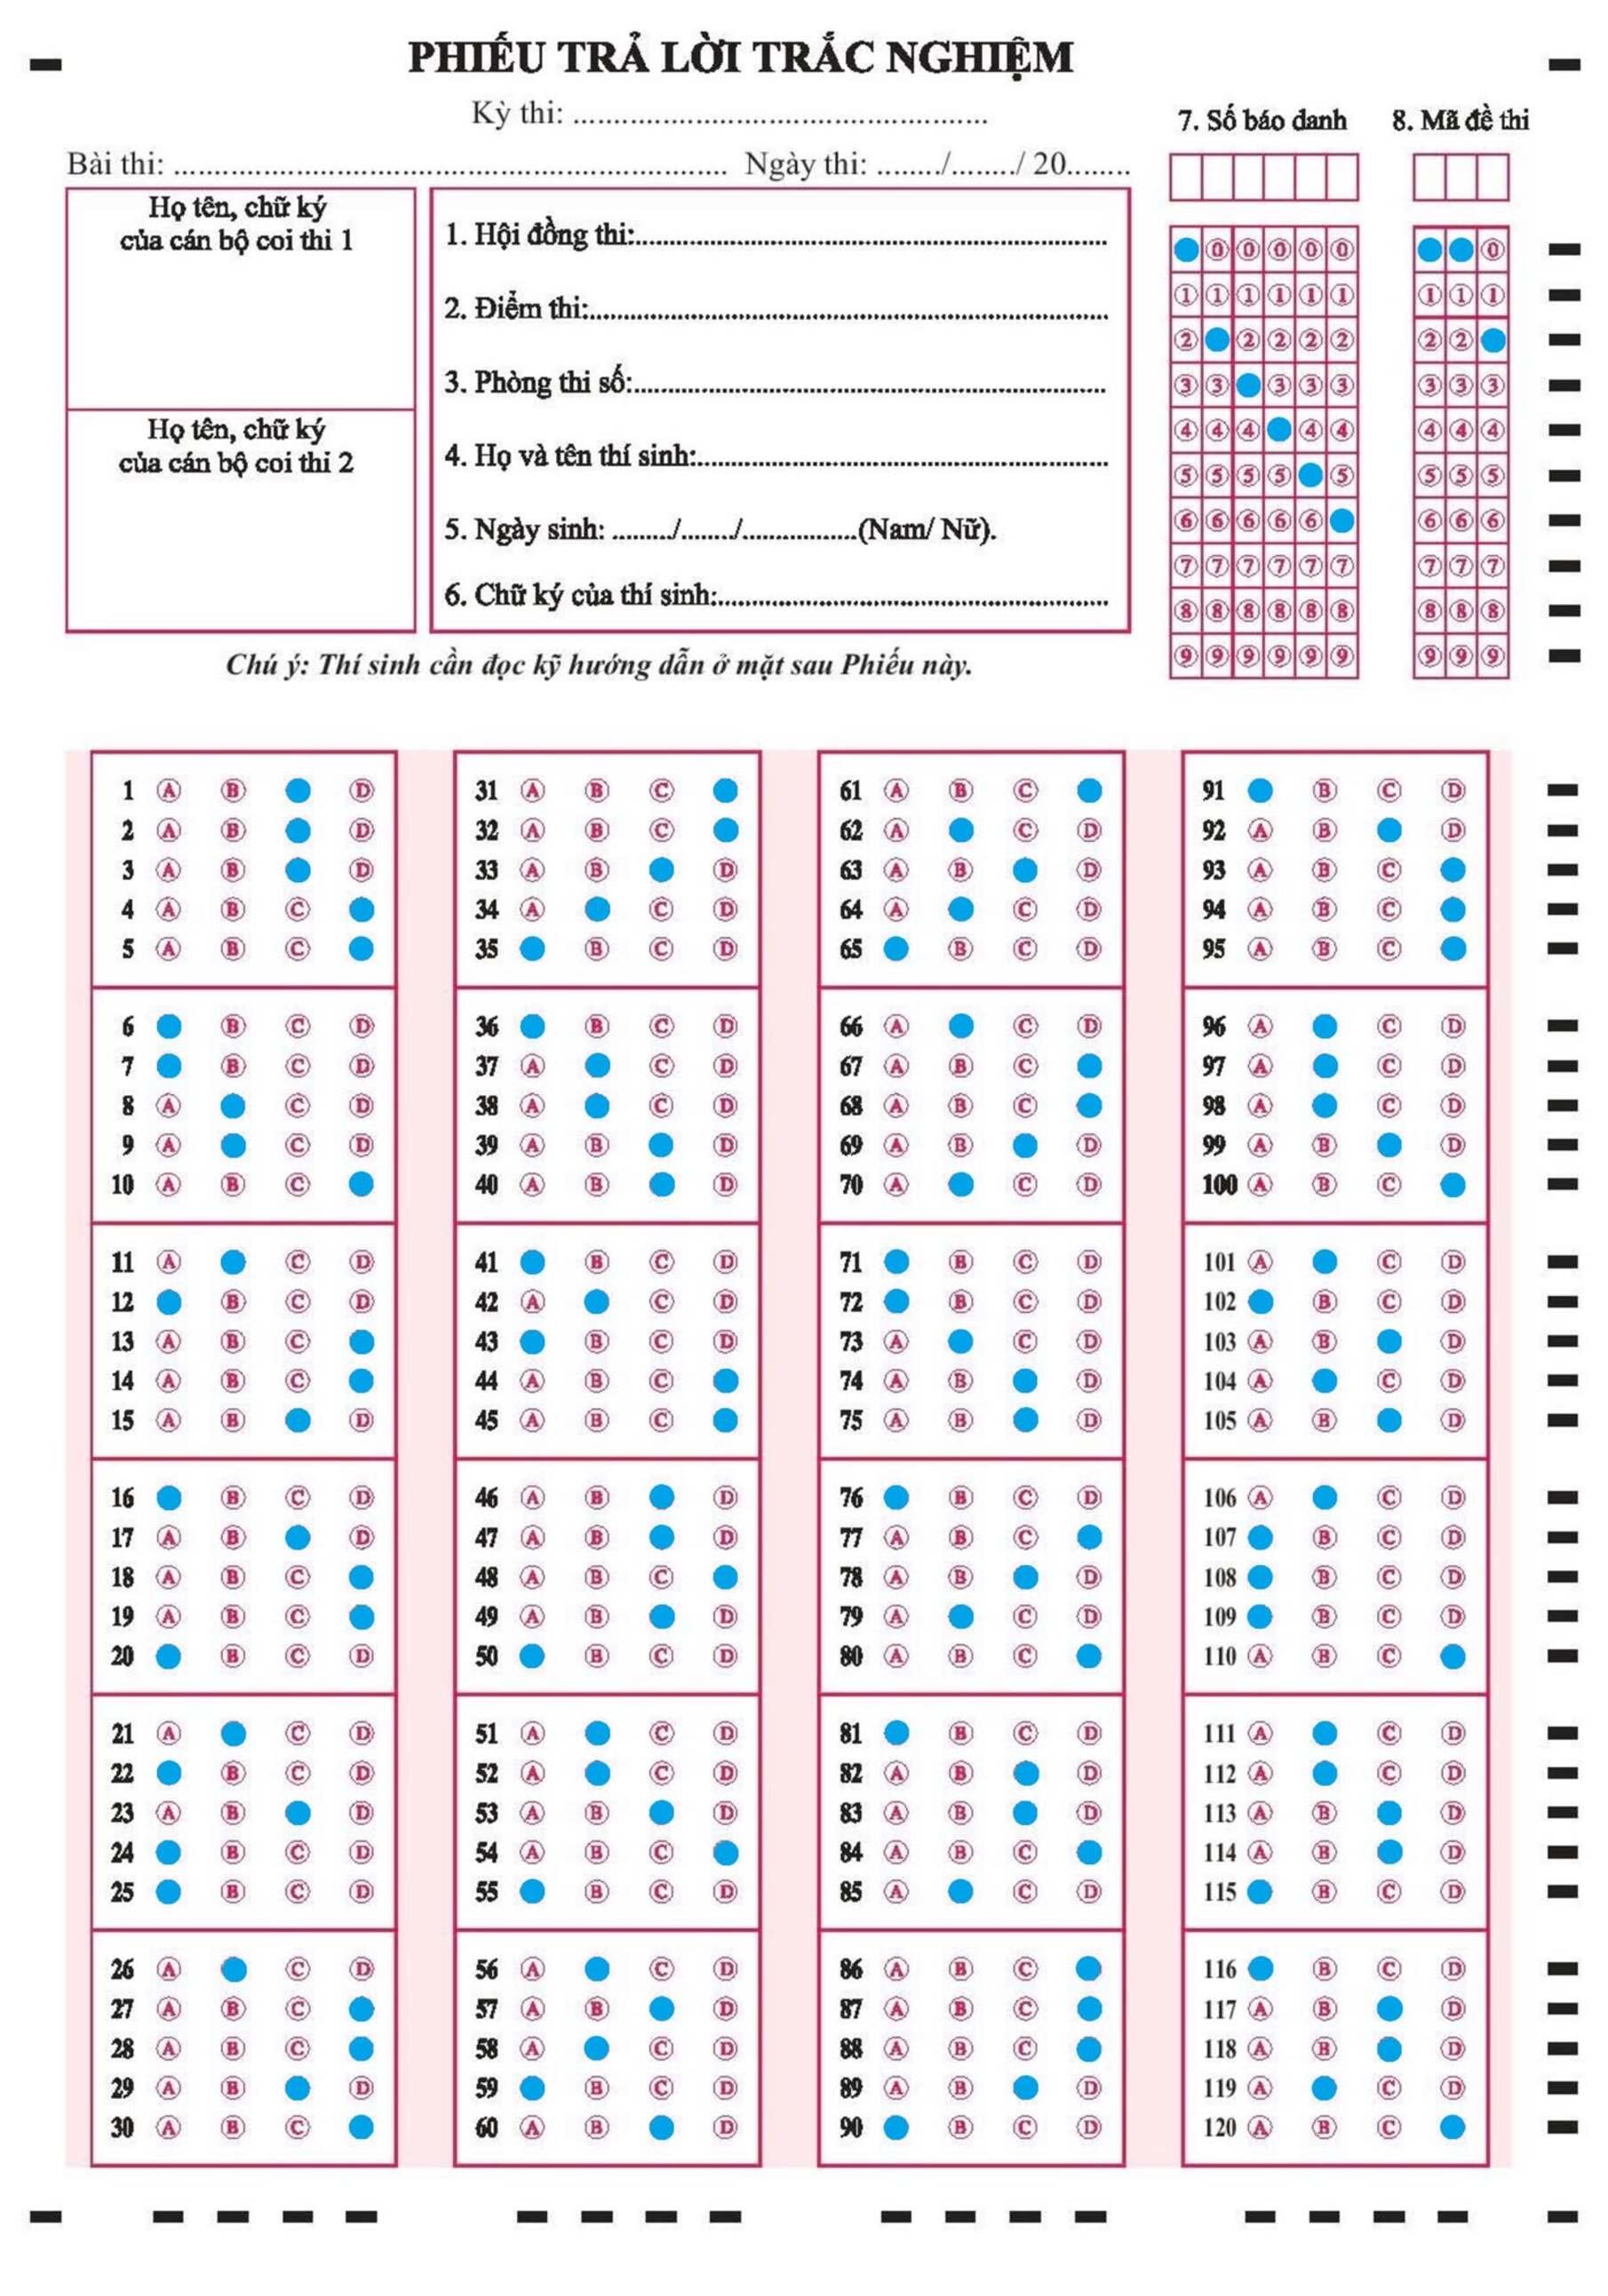 PHIẾU TRẢ LỜI TRẮC NGHIỆM
Kỳ thi: ..................................................
Bài thi: .................................................................. Ngày thi: ......../......../ 20........
Họ tên, chữ ký
của cán bộ coi thi 1
Họ tên, chữ ký
của cán bộ coi thi 2
1. Hội đồng thi:..................................................
2. Điểm thi:..................................................
3. Phòng thi số:..................................................
4. Họ và tên thí sinh:..................................................
5. Ngày sinh: ........./......../..................(Nam/ Nữ).
6. Chữ ký của thí sinh:..................................................
Chú ý: Thí sinh cần đọc kỹ hướng dẫn ở mặt sau Phiếu này.
7. Số báo danh
0 0 0 0 0
1 1 1 1 1 1
2 2 2 2 2
3 3 3 3 3
4 4 4 4 4
5 5 5 5 5
6 6 6 6 6
7 7 7 7 7 7
8 8 8 8 8 8
9 9 9 9 9 9
8. Mã đề thi
0
1 1 1
2 2
3 3 3
4 4 4
5 5 5
6 6 6
7 7 7
8 8 8
9 9 9
1 A B D
2 A B D
3 A B D
4 A B C
5 A B C
6 B C D
7 B C D
8 A C D
9 A C D
10 A B C
11 A C D
12 B C D
13 A B C
14 A B C
15 A B D
16 B C D
17 A B D
18 A B C
19 A B C
20 B C D
21 A C D
22 B C D
23 A B D
24 B C D
25 B C D
26 A C D
27 A B C
28 A B C
29 A B D
30 A B C
31 A B C
32 A B C
33 A B D
34 A C D
35 B C D
36 B C D
37 A C D
38 A C D
39 A B D
40 A B D
41 B C D
42 A C D
43 B C D
44 A B C
45 A B C
46 A B D
47 A B D
48 A B C
49 A B D
50 B C D
51 A C D
52 A C D
53 A B D
54 A B C
55 B C D
56 A C D
57 A B D
58 A C D
59 B C D
60 A B D
61 A B C
62 A C D
63 A B D
64 A C D
65 B C D
66 A C D
67 A B C
68 A B C
69 A B D
70 A C D
71 B C D
72 B C D
73 A C D
74 A B D
75 A B D
76 B C D
77 A B C
78 A B D
79 A C D
80 A B C
81 B C D
82 A B D
83 A B D
84 A B C
85 A C D
86 A B C
87 A B C
88 A B C
89 A B D
90 B C D
91 B C D
92 A B D
93 A B C
94 A B C
95 A B C
96 A C D
97 A C D
98 A C D
99 A B D
100 A B C
101 A C D
102 B C D
103 A B D
104 A C D
105 A B D
106 A C D
107 B C D
108 B C D
109 B C D
110 A B C
111 A C D
112 A C D
113 A B D
114 A B D
115 B C D
116 B C D
117 A B D
118 A B D
119 A C D
120 A B C